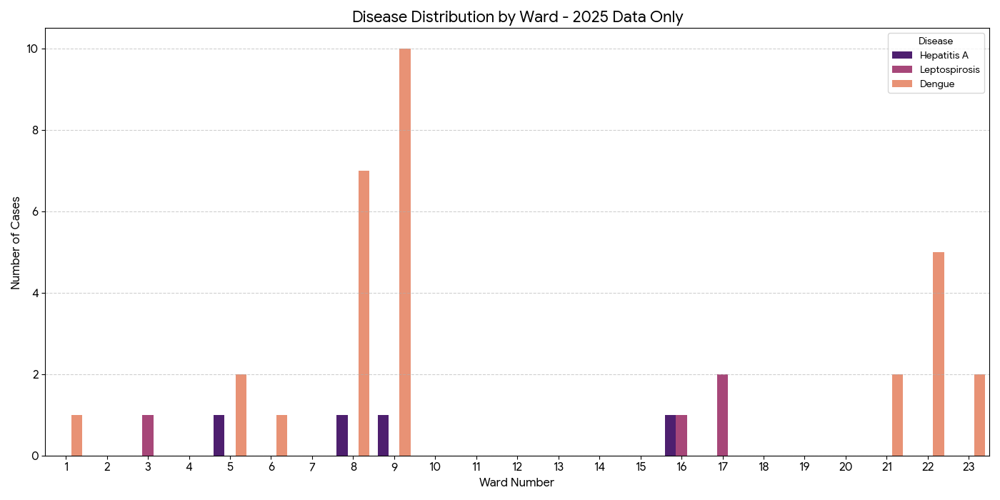 Disease Distribution by Ward - 2025 Data Only
Disease
Hepatitis A
Leptospirosis
Dengue
Number of Cases
10
8
6
4
2
0
1 2 3 4 5 6 7 8 9 10 11 12 13 14 15 16 17 18 19 20 21 22 23
Ward Number